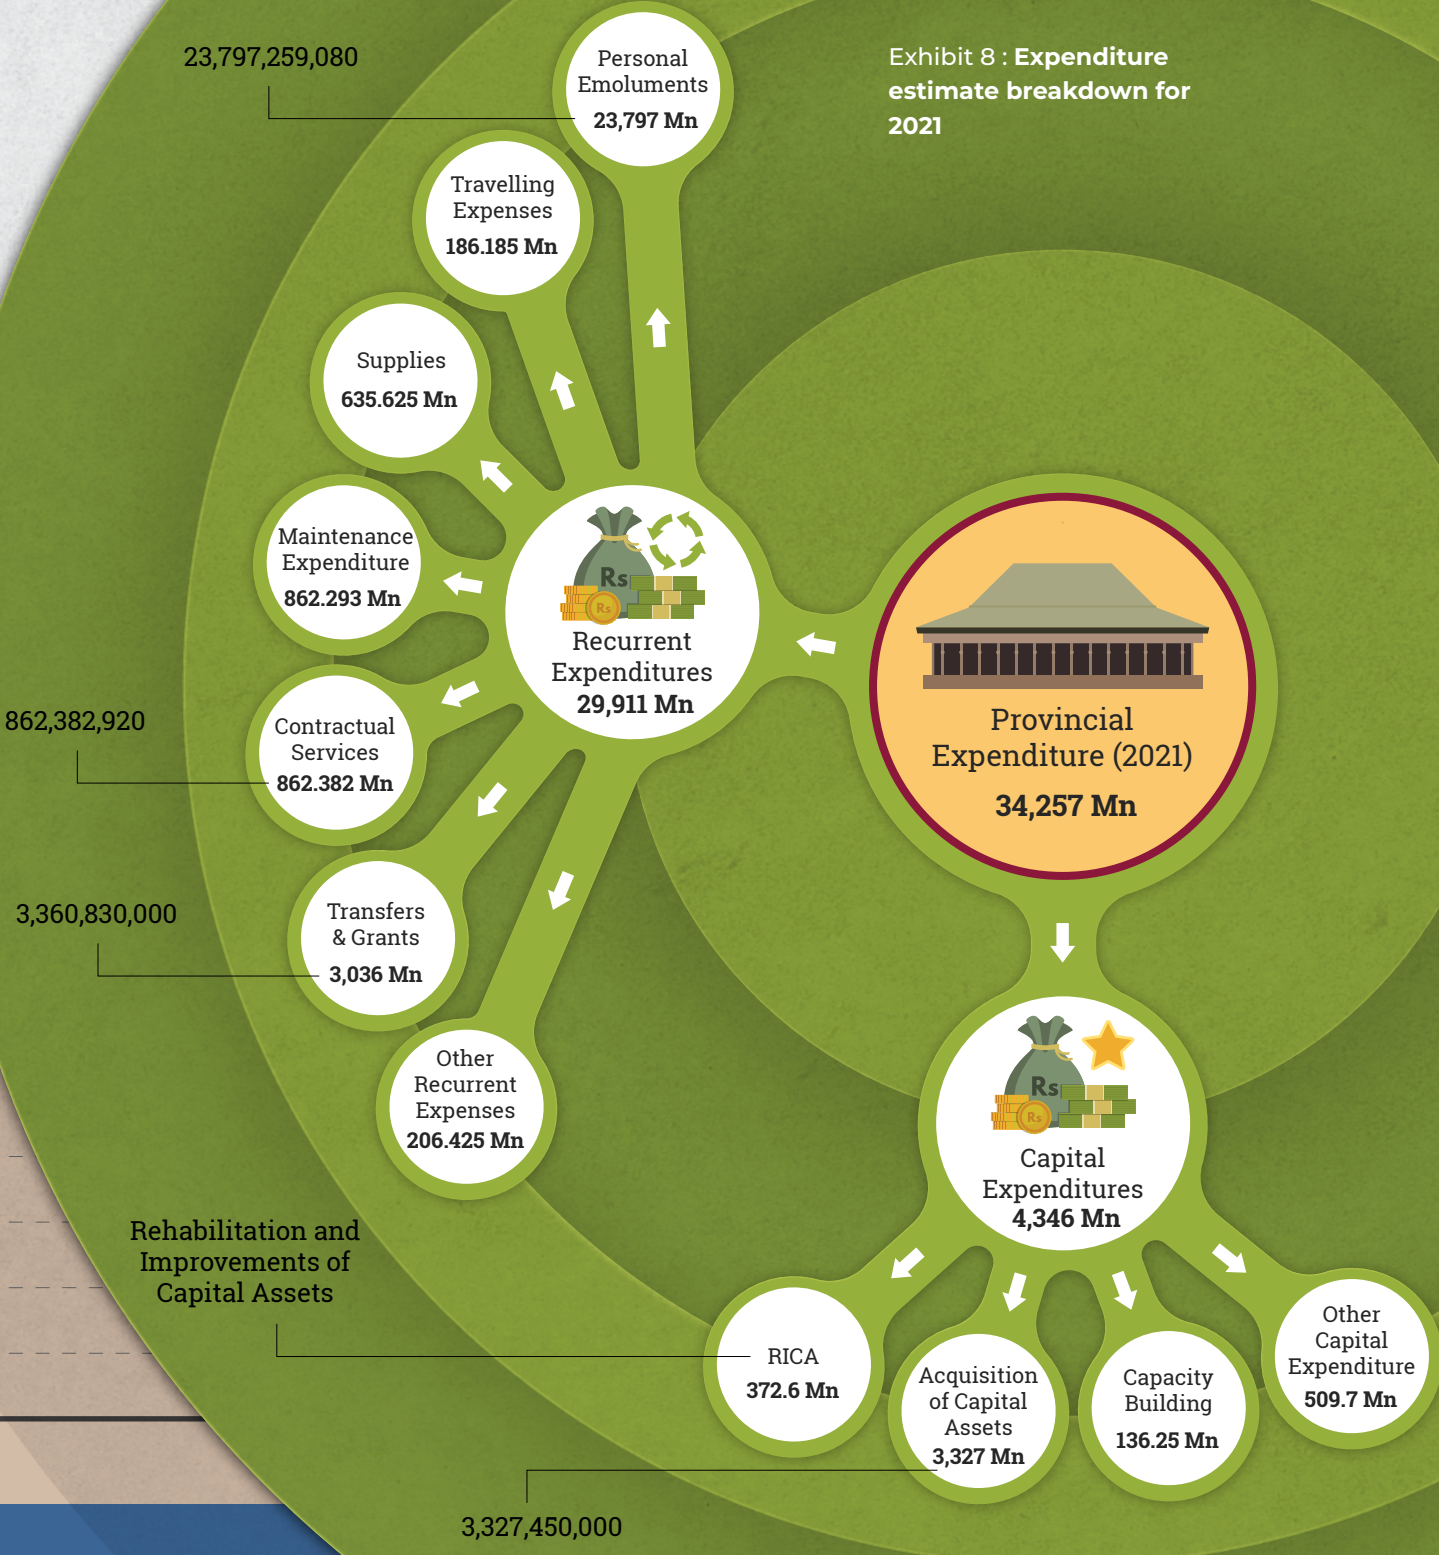 Exhibit 8 : Expenditure
estimate breakdown for
2021
23,797,259,080
Personal
Emoluments
23,797 Mn
Travelling
Expenses
186.185 Mn
Supplies
635.625 Mn
Maintenance
Expenditure
862.293 Mn
862,382,920
Contractual
Services
862.382 Mn
3,360,830,000
Transfers
& Grants
3,036 Mn
Other
Recurrent
Expenses
206.425 Mn
Rs
Rs
Recurrent
Expenditures
29,911 Mn
Provincial
Expenditure (2021)
34,257 Mn
Rs
Rs
Capital
Expenditures
4,346 Mn
Rehabilitation and
Improvements of
Capital Assets
RICA
372.6 Mn
Acquisition
of Capital
Assets
3,327 Mn
3,327,450,000
Capacity
Building
136.25 Mn
Other
Capital
Expenditure
509.7 Mn